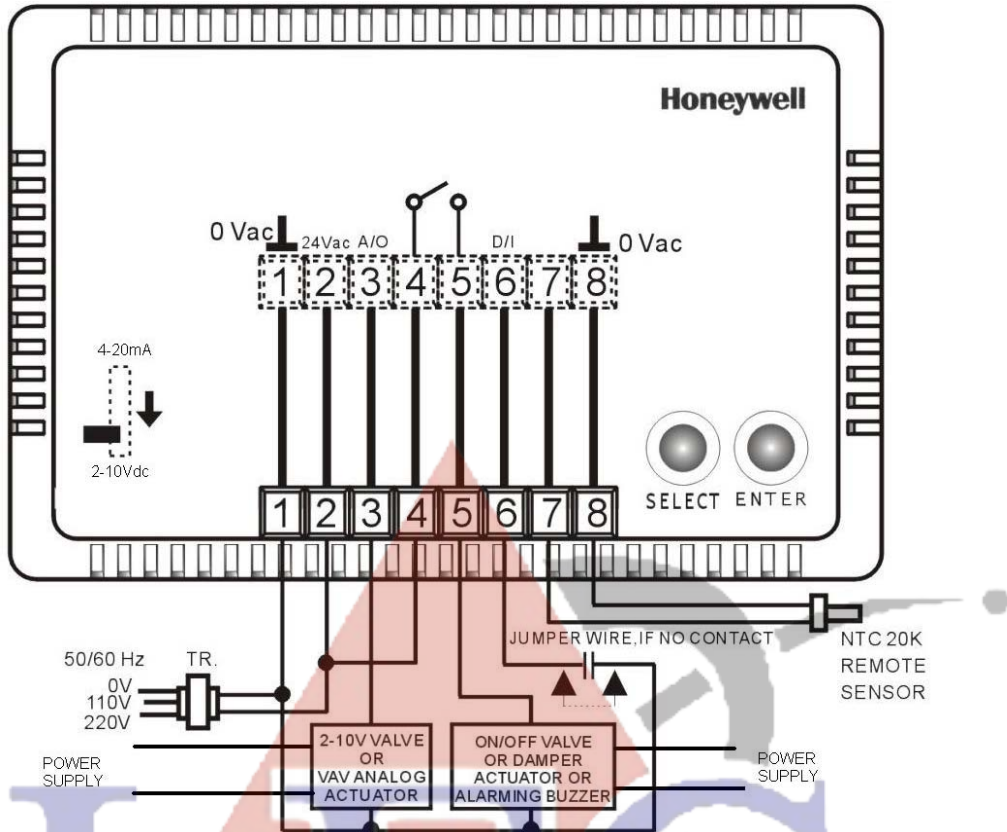 Honeywell
0 Vac 24Vac A/O D/I 0 Vac
1 2 3 4 5 6 7 8
4-20mA
2-10Vdc
SELECT ENTER
1 2 3 4 5 6 7 8
JUMPER WIRE,IF NO CONTACT
NTC 20K
REMOTE
SENSOR
50/60 Hz TR.
0V
110V
220V
POWER
SUPPLY
2-10V VALVE
OR
VAV ANALOG
ACTUATOR
ON/OFF VALVE
OR DAMPER
ACTUATOR OR
ALARMING BUZZER
POWER
SUPPLY